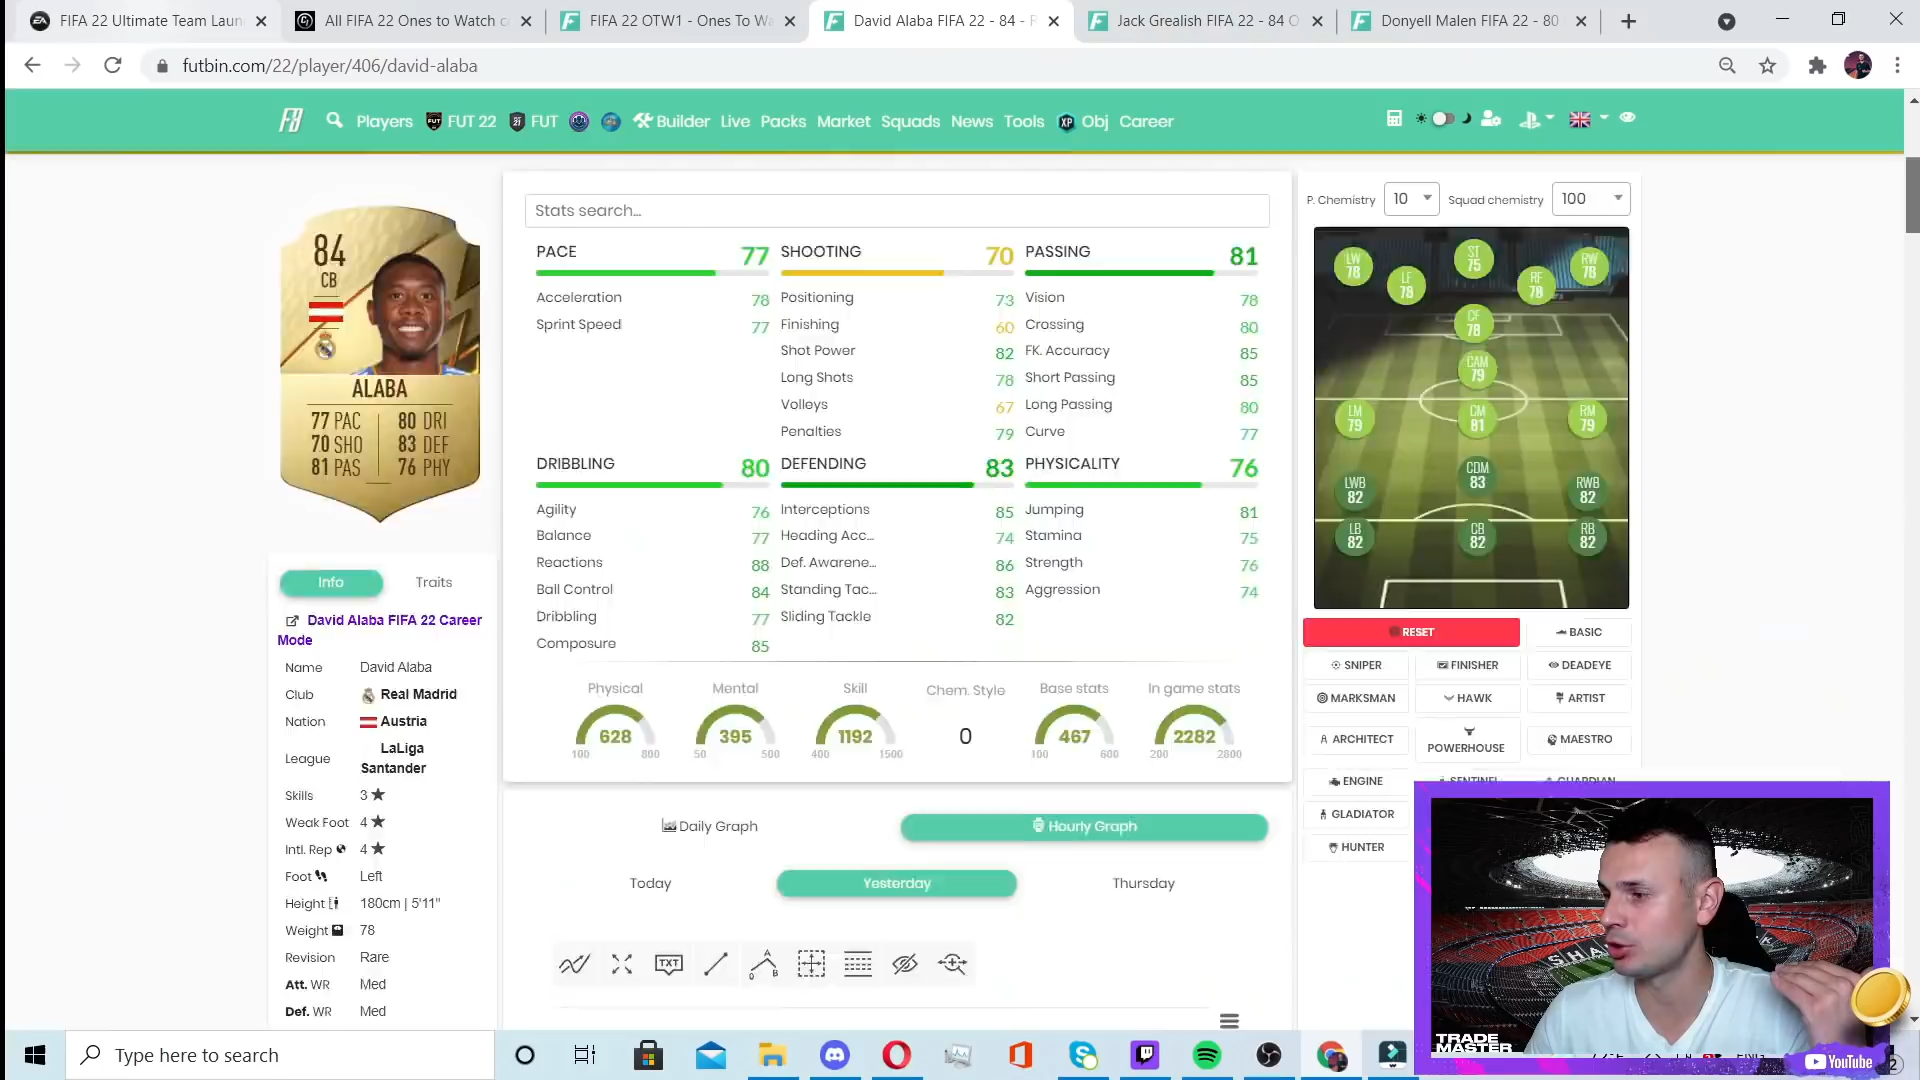 FIFA 22 Ultimate Team Laun
All FIFA 22 Ones to Watch c
FIFA 22 OTW1 - Ones To Wa
David Alaba FIFA 22 - 84 - R
Jack Grealish FIFA 22 - 84 O
Donyell Malen FIFA 22 - 80
futbin.com/22/player/406/david-alaba
Players FUT 22 FUT Builder Live Packs Market Squads News Tools Obj Career
84
CB
ALABA
77 PAC 80 DRI
70 SHO 83 DEF
81 PAS 76 PHY
Info Traits
David Alaba FIFA 22 Career
Mode
Name David Alaba
Club Real Madrid
Nation Austria
League LaLiga Santander
Skills 3
Weak Foot 4
Intl. Rep 4
Foot Left
Height 180cm | 5'11"
Weight 78
Revision Rare
Att. WR Med
Def. WR Med
Stats search...
PACE 77
Acceleration 78
Sprint Speed 77
SHOOTING 70
Positioning 73
Finishing 60
Shot Power 82
Long Shots 78
Volleys 67
Penalties 79
PASSING 81
Vision 78
Crossing 80
FK. Accuracy 85
Short Passing 85
Long Passing 80
Curve 77
DRIBBLING 80
Agility 76
Balance 77
Reactions 88
Ball Control 84
Dribbling 77
Composure 85
DEFENDING 83
Interceptions 85
Heading Acc... 74
Def. Awarene... 86
Standing Tac... 83
Sliding Tackle 82
PHYSICALITY 76
Jumping 81
Stamina 75
Strength 76
Aggression 74
Physical
628
100 800
Mental
395
50 500
Skill
1192
400 1500
Chem. Style
0
Base stats
467
100 600
In game stats
2282
200 2800
Daily Graph Hourly Graph
Today Yesterday Thursday
TXT
P. Chemistry 10 Squad chemistry 100
LW 78
LF 78
ST 75
RF 78
RW 78
CF 78
CAM 79
LM 79
CM 81
RM 79
CDM 83
LWB 82
RWB 82
LB 82
CB 82
RB 82
RESET BASIC
SNIPER FINISHER DEADEYE
MARKSMAN HAWK ARTIST
ARCHITECT POWERHOUSE MAESTRO
ENGINE SENTINEL GUARDIAN
GLADIATOR
HUNTER
SHAK
TRADE
MASTER
YouTube
Type here to search